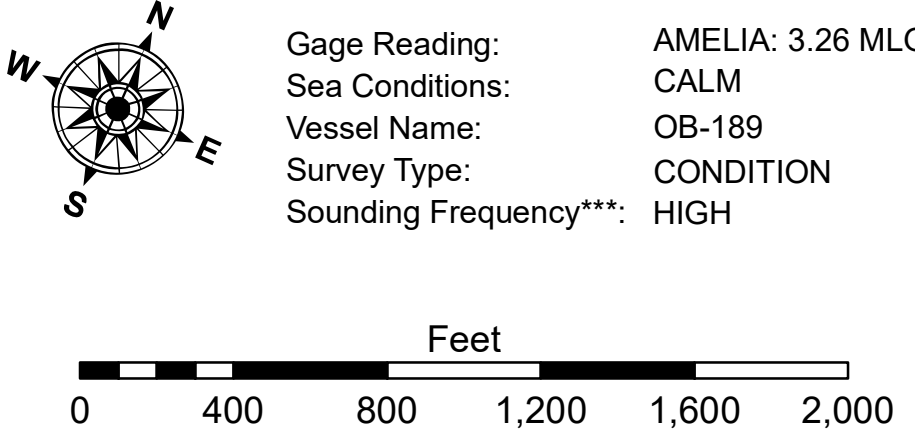 N
W
E
S
Gage Reading: AMELIA: 3.26
Sea Conditions: CALM
Vessel Name: OB-189
Survey Type: CONDITION
Sounding Frequency***: HIGH
Feet
0 400 800 1,200 1,600 2,000